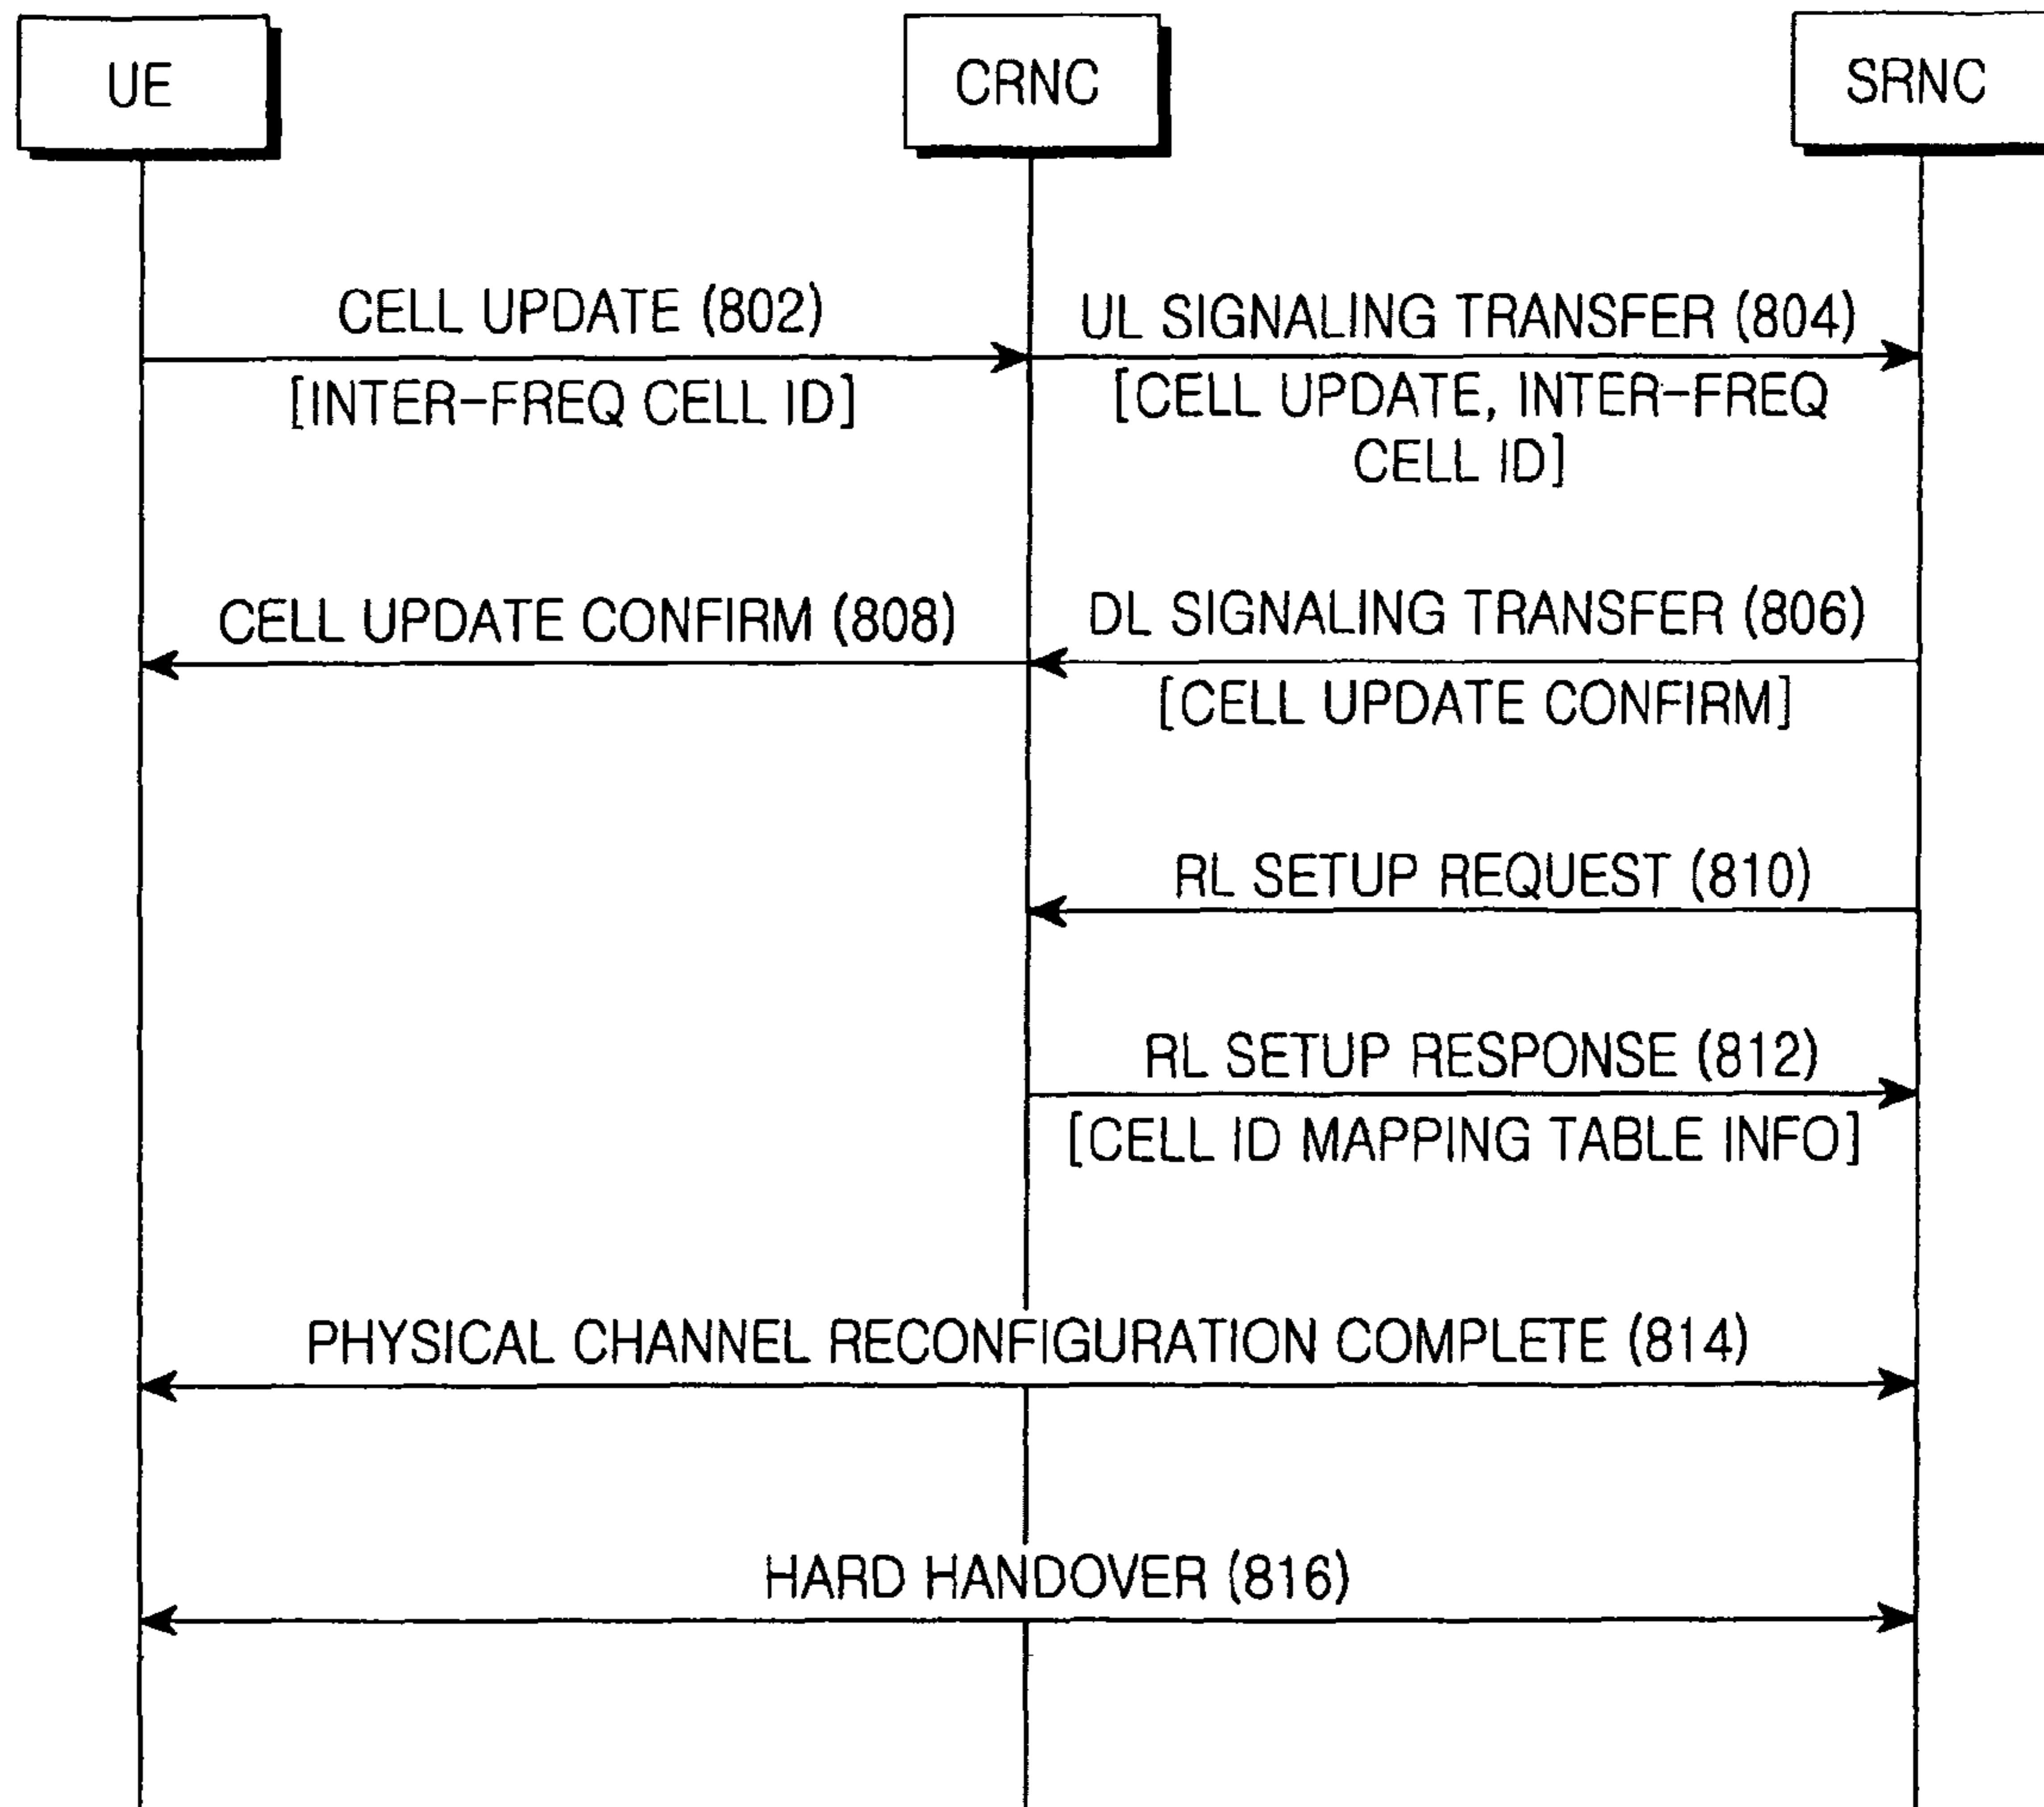 UE
CRNC
SRNC
CELL UPDATE (802)
[INTER-FREQ CELL ID]
UL SIGNALING TRANSFER (804)
[CELL UPDATE, INTER-FREQ
CELL ID]
CELL UPDATE CONFIRM (808)
DL SIGNALING TRANSFER (806)
[CELL UPDATE CONFIRM]
RL SETUP REQUEST (810)
RL SETUP RESPONSE (812)
[CELL ID MAPPING TABLE INFO]
PHYSICAL CHANNEL RECONFIGURATION COMPLETE (814)
HARD HANDOVER (816)